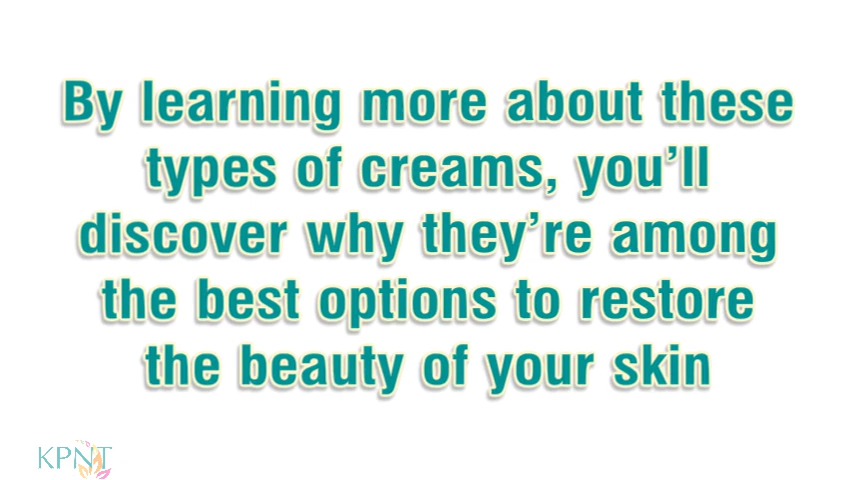 By learning more about these
types of creams, you’ll
discover why they’re among
the best options to restore
the beauty of your skin
KPNT